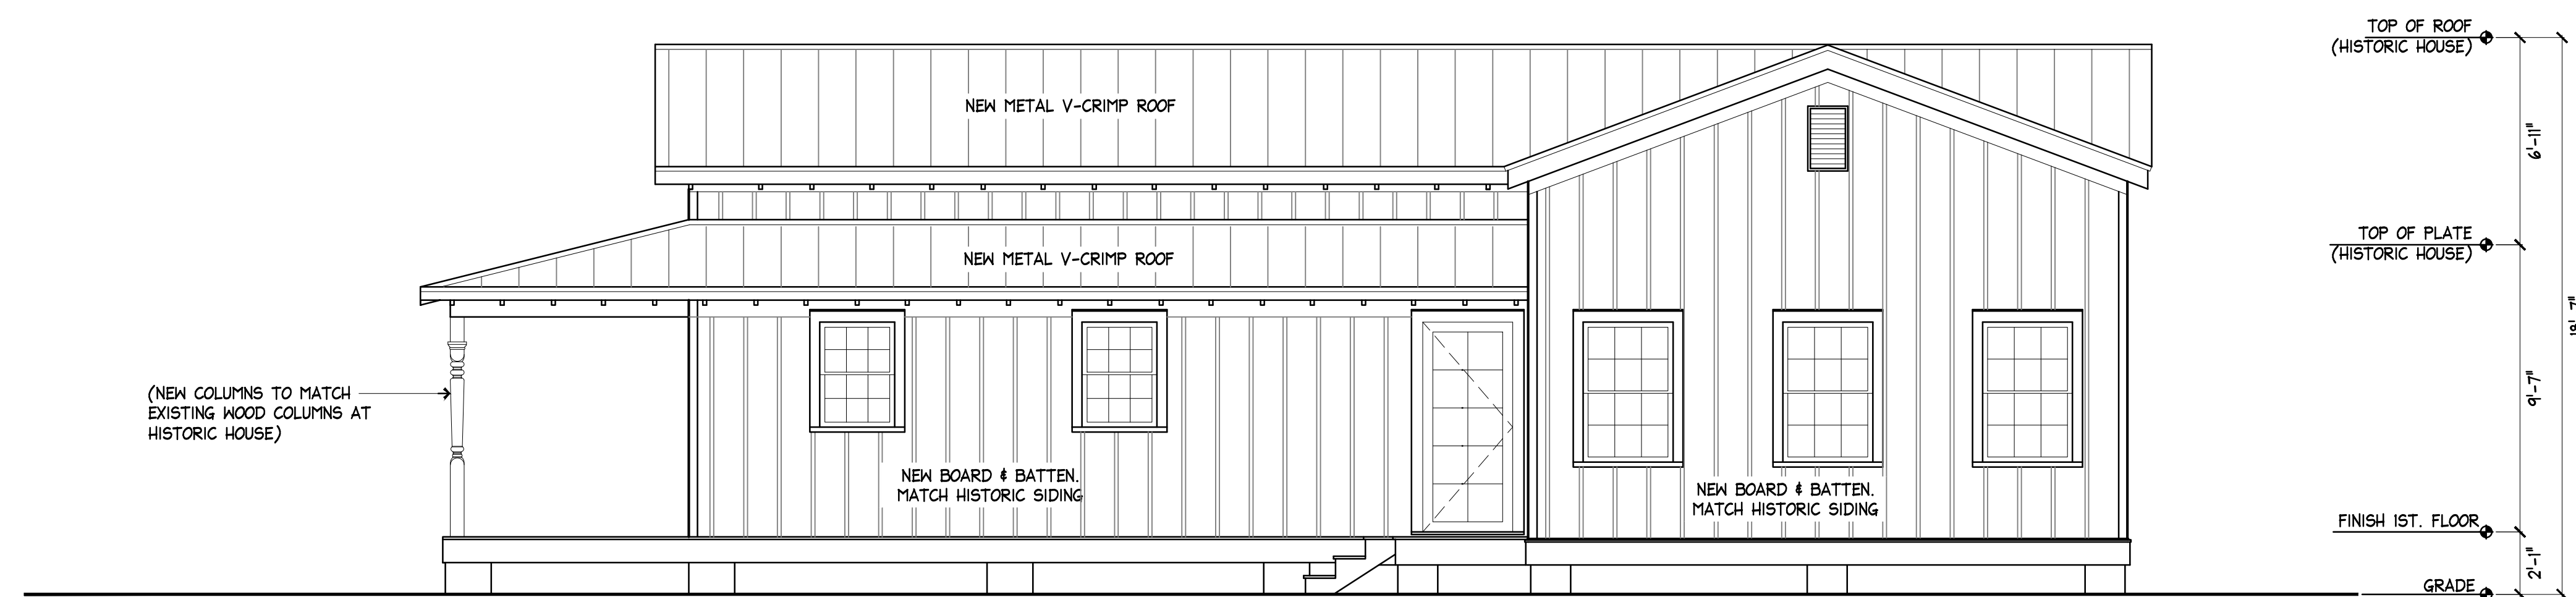 TOP OF ROOF
(HISTORIC HOUSE)
NEW METAL V-CRIMP ROOF
6'-11"
TOP OF PLATE
(HISTORIC HOUSE)
NEW METAL V-CRIMP ROOF
(NEW COLUMNS TO MATCH
EXISTING WOOD COLUMNS AT
HISTORIC HOUSE)
9'-7"
NEW BOARD & BATTEN.
MATCH HISTORIC SIDING
NEW BOARD & BATTEN.
MATCH HISTORIC SIDING
FINISH 1ST. FLOOR
2'-1"
GRADE